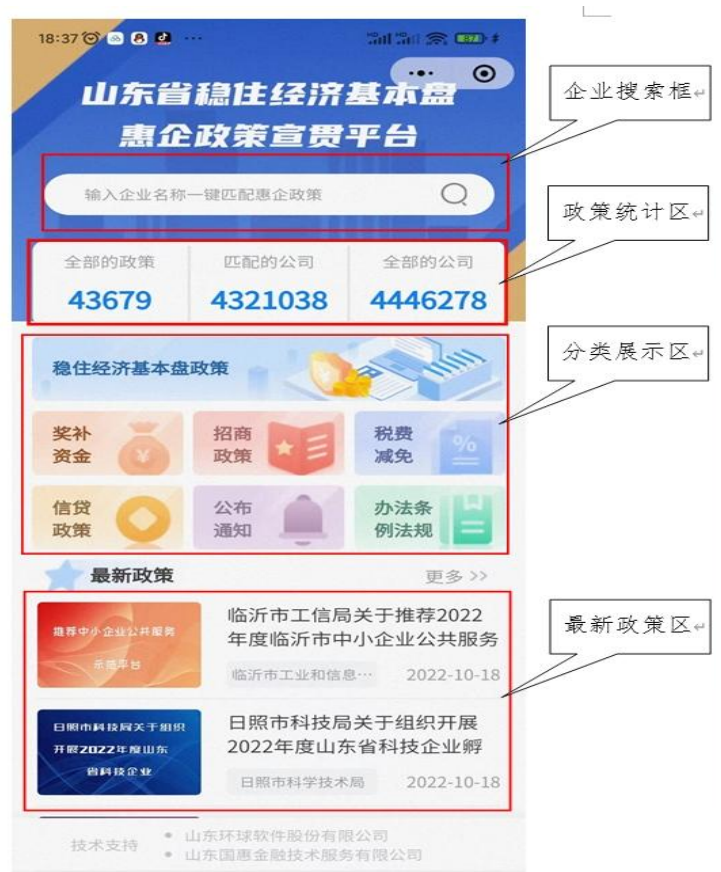 18:37
87
山东省稳住经济基本盘
惠企政策宣贯平台
企业搜索框
输入企业名称一键匹配惠企政策
政策统计区
全部的政策 匹配的公司 全部的公司
43679 4321038 4446278
分类展示区
稳住经济基本盘政策
奖补
资金
招商
政策
税费
减免
信贷
政策
公布
通知
办法条
例法规
最新政策 更多 >>
最新政策区
推荐中小企业公共服务
示范平台
临沂市工信局关于推荐2022
年度临沂市中小企业公共服务
临沂市工业和信息… 2022-10-18
日照市科技局关于组织
开展2022年度山东
省科技企业
日照市科技局关于组织开展
2022年度山东省科技企业孵
日照市科学技术局 2022-10-18
技术支持
• 山东环球软件股份有限公司
• 山东国惠金融技术服务有限公司